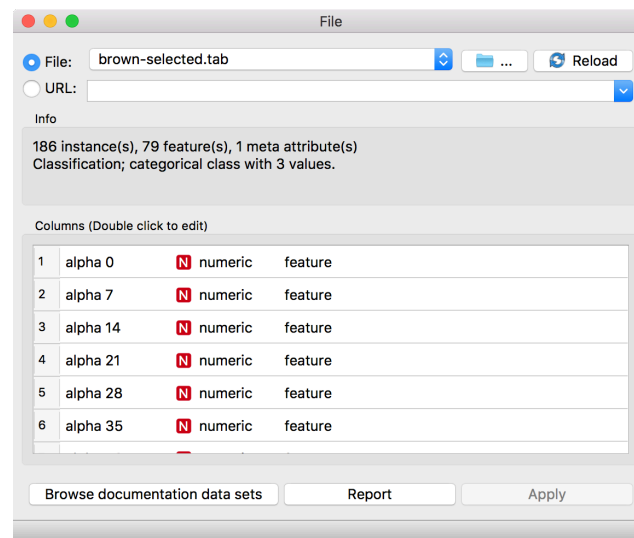 File
File: brown-selected.tab ... Reload
URL:
Info
186 instance(s), 79 feature(s), 1 meta attribute(s)
Classification; categorical class with 3 values.
Columns (Double click to edit)
1 alpha 0 N numeric feature
2 alpha 7 N numeric feature
3 alpha 14 N numeric feature
4 alpha 21 N numeric feature
5 alpha 28 N numeric feature
6 alpha 35 N numeric feature
Browse documentation data sets Report Apply